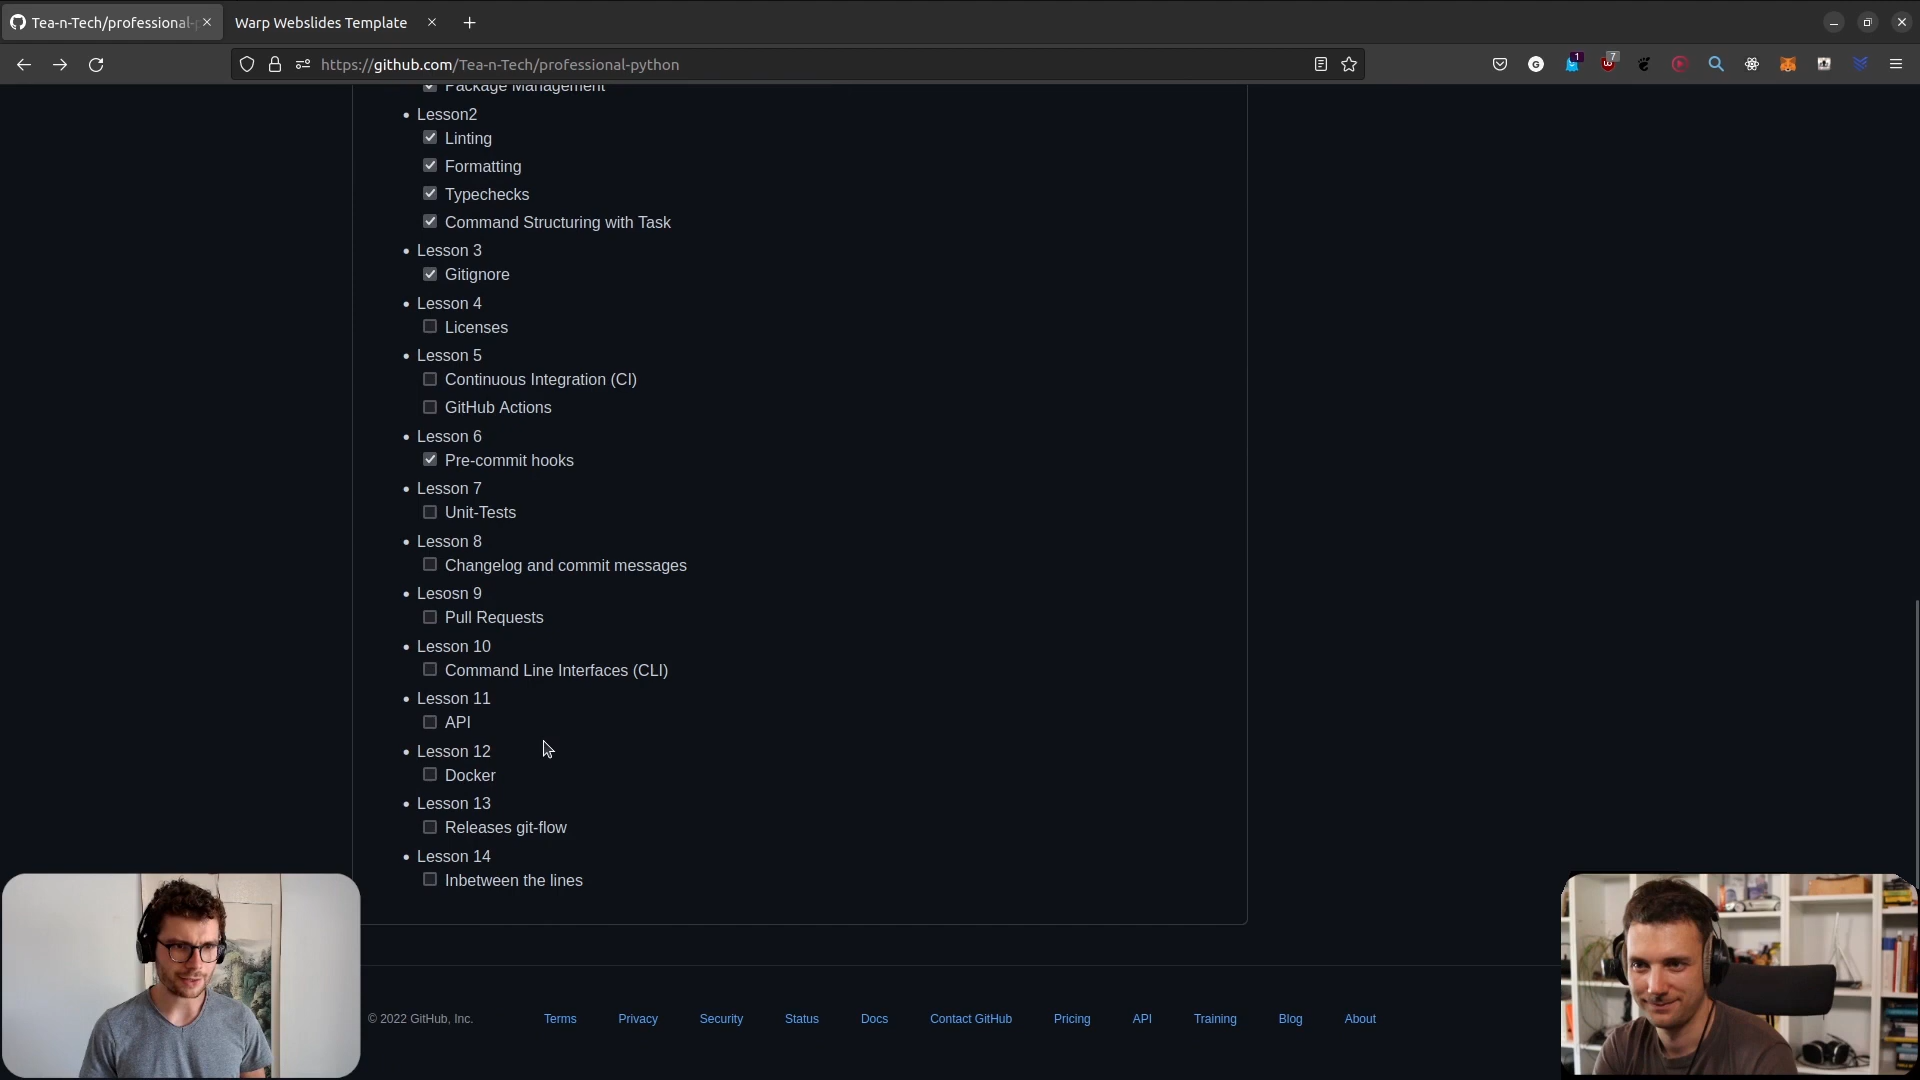 Tea-n-Tech/professional-
Warp Webslides Template
https://github.com/Tea-n-Tech/professional-python
1
7
Package Management
Lesson2
Linting
Formatting
Typechecks
Command Structuring with Task
Lesson 3
Gitignore
Lesson 4
Licenses
Lesson 5
Continuous Integration (CI)
GitHub Actions
Lesson 6
Pre-commit hooks
Lesson 7
Unit-Tests
Lesson 8
Changelog and commit messages
Lesosn 9
Pull Requests
Lesson 10
Command Line Interfaces (CLI)
Lesson 11
API
Lesson 12
Docker
Lesson 13
Releases git-flow
Lesson 14
Inbetween the lines
© 2022 GitHub, Inc. Terms Privacy Security Status Docs Contact GitHub Pricing API Training Blog About